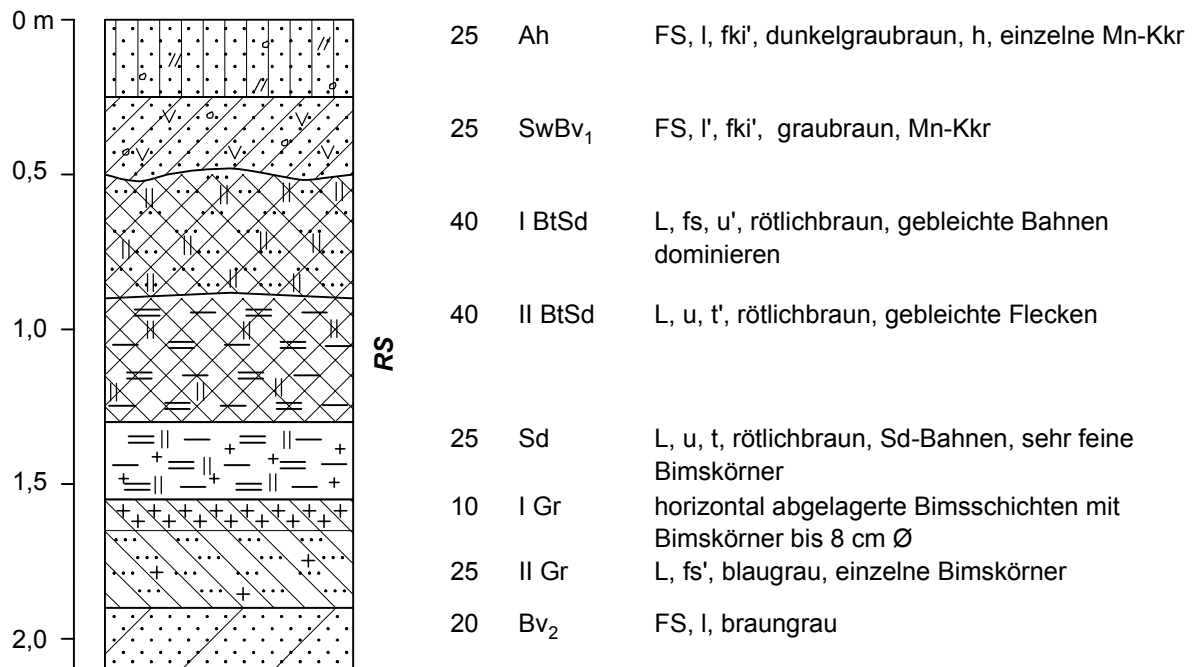 0 m
25 Ah FS, l, fki', dunkelgraubraun, h, einzelne Mn-Kkr
25 SwBv₁ FS, l', fki', graubraun, Mn-Kkr
0,5
40 I BtSd L, fs, u', rötlichbraun, gebleichte Bahnen
dominieren
40 II BtSd L, u, t', rötlichbraun, gebleichte Flecken
1,0
RS
25 Sd L, u, t, rötlichbraun, Sd-Bahnen, sehr feine
Bimskörner
1,5
10 I Gr horizontal abgelagerte Bimsschichten mit
Bimskörner bis 8 cm Ø
25 II Gr L, fs', blaugrau, einzelne Bimskörner
20 Bv₂ FS, l, braungrau
2,0